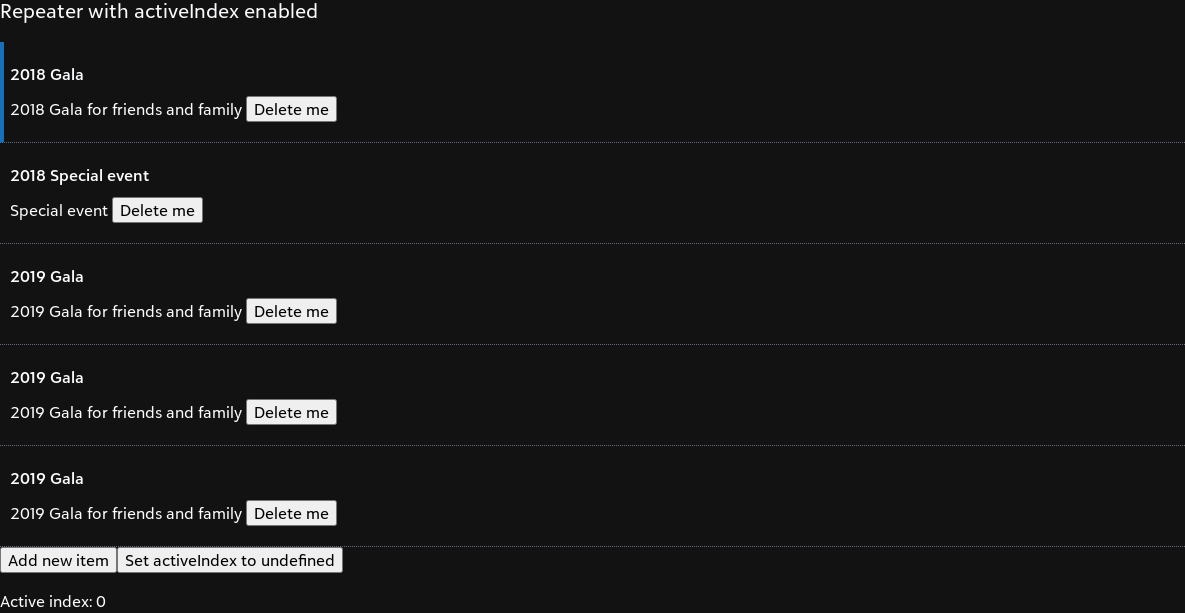 Repeater with activeIndex enabled
2018 Gala
2018 Gala for friends and family Delete me
2018 Special event
Special event Delete me
2019 Gala
2019 Gala for friends and family Delete me
2019 Gala
2019 Gala for friends and family Delete me
2019 Gala
2019 Gala for friends and family Delete me
Add new item Set activeIndex to undefined
Active index: 0